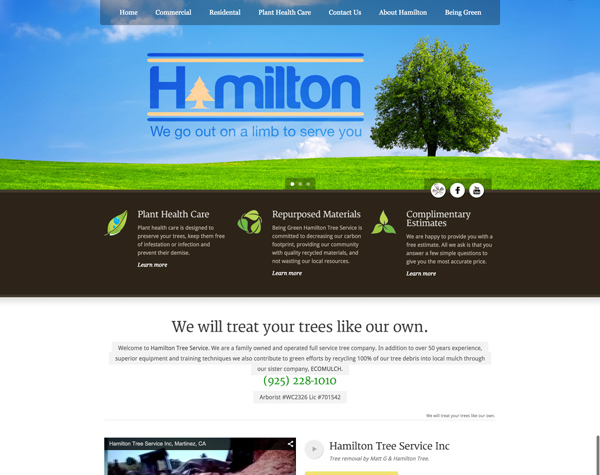 Home Commercial Residential Plant Health Care Contact Us About Hamilton Being Green
Hamilton
We go out on a limb to serve you
Plant Health Care
Plant health care is designed to
preserve your trees, keep them free
of infestation or infection and
prevent their demise.
Learn more
Repurposed Materials
Being Green Hamilton Tree Service is
committed to decreasing our carbon
footprint, providing our community
with quality recycled materials, and
not wasting our local resources.
Learn more
Complimentary
Estimates
We are happy to provide you with a
free estimate. All we ask is that you
answer a few simple questions to
give you the most accurate price.
Learn more
We will treat your trees like our own.
Welcome to Hamilton Tree Service. We are a family owned and operated full service tree company. In addition to over 50 years experience,
superior equipment and training techniques we also contribute to green efforts by recycling 100% of our tree debris into local mulch through
our sister company, ECOMULCH.
(925) 228-1010
Arborist #WC2326 Lic #701542
We will treat your trees like our own.
Hamilton Tree Service Inc, Martinez, CA
Hamilton Tree Service Inc
Tree removal by Matt G & Hamilton Tree.